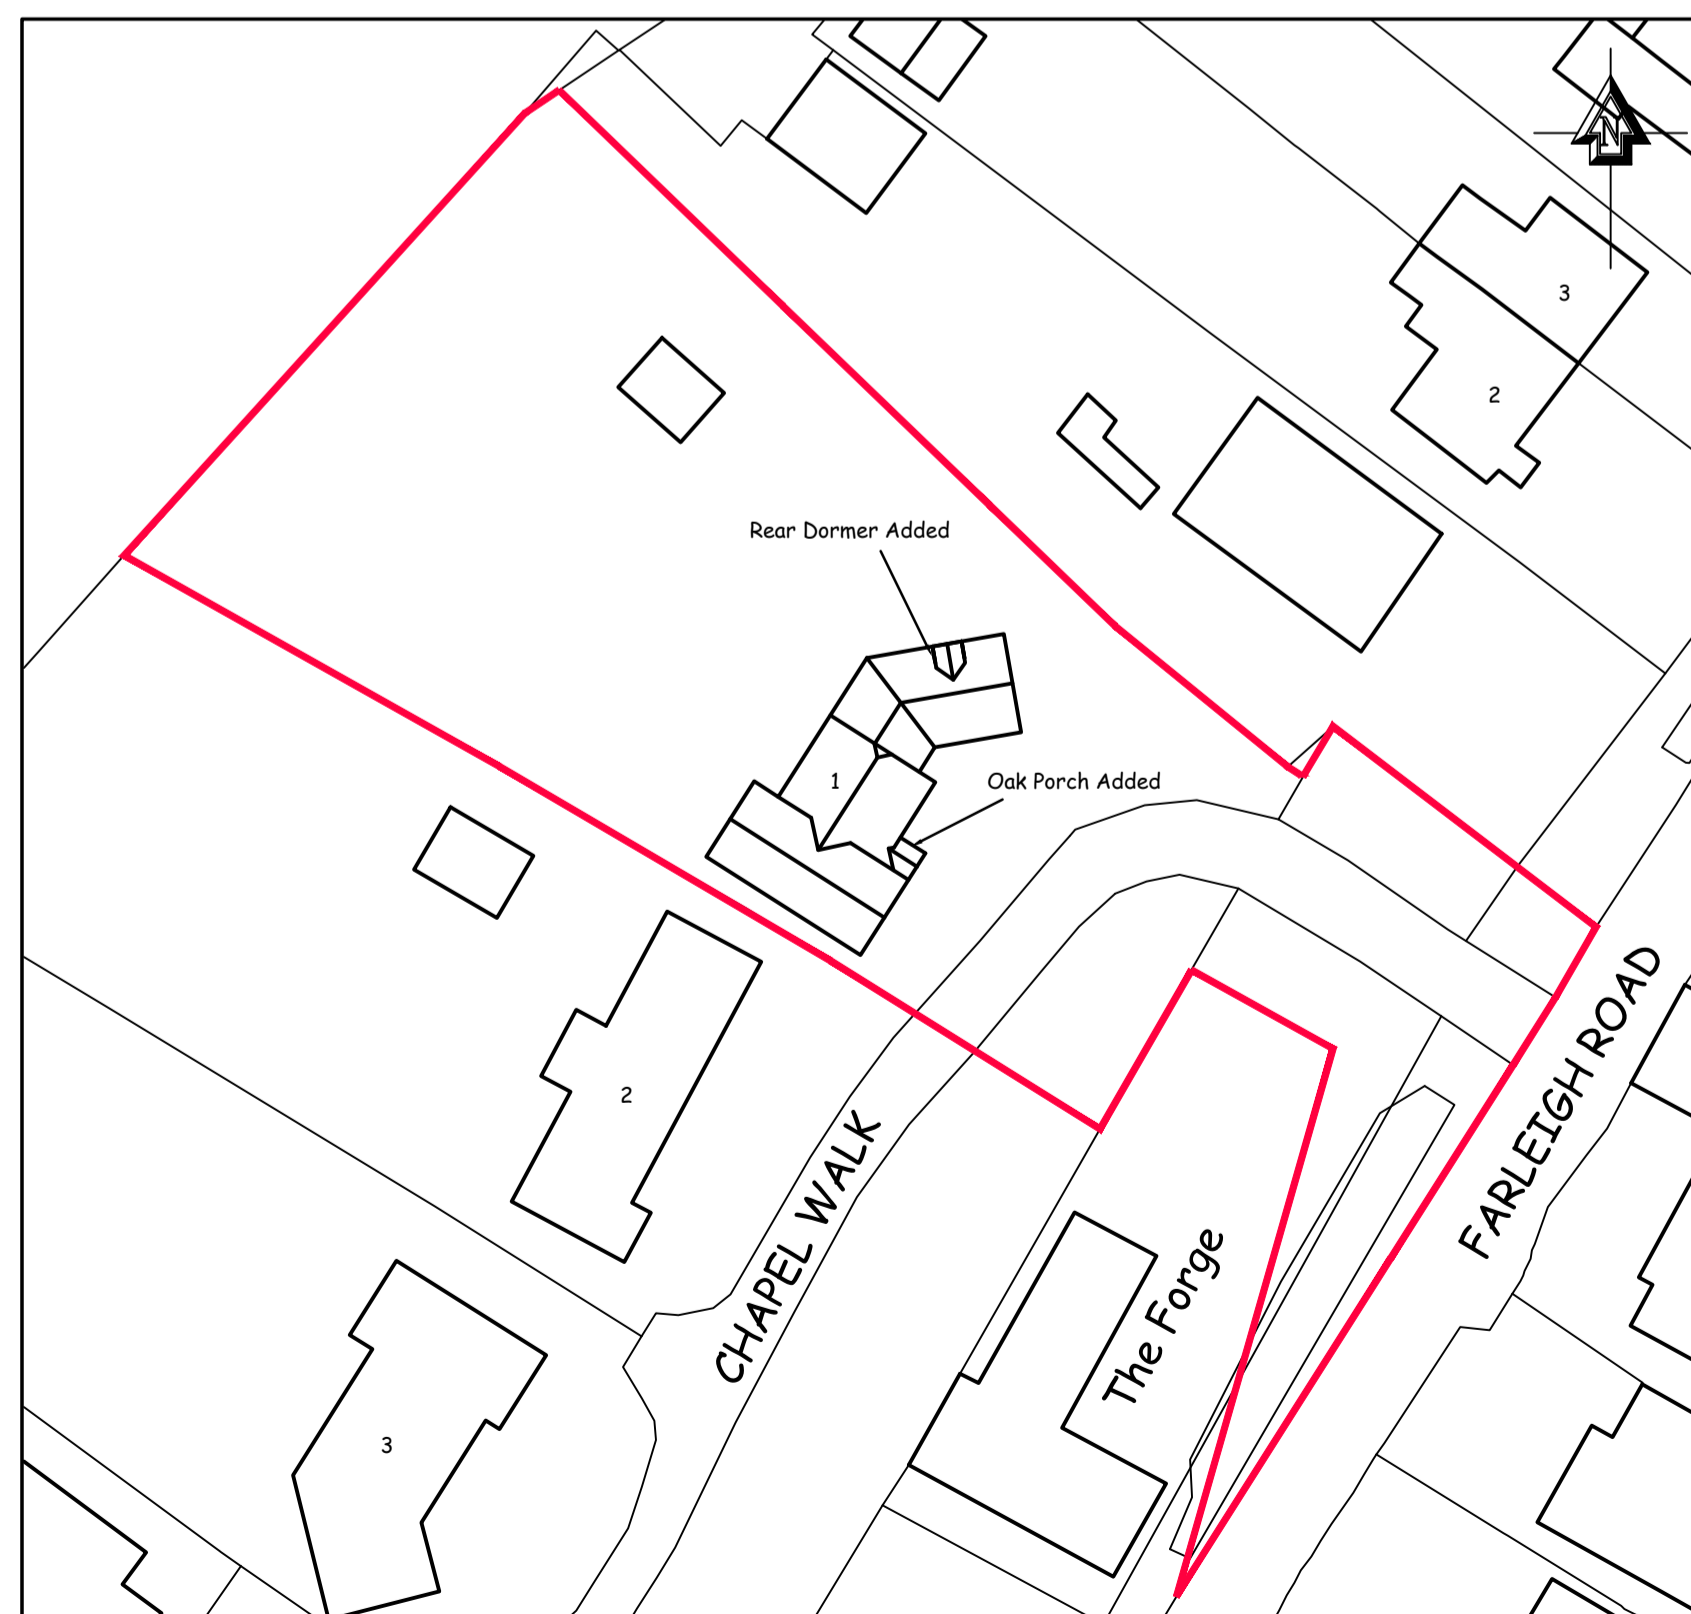 N
3
2
Rear Dormer Added
1
Oak Porch Added
FARLEIGH ROAD
2
CHAPEL WALK
The Forge
3